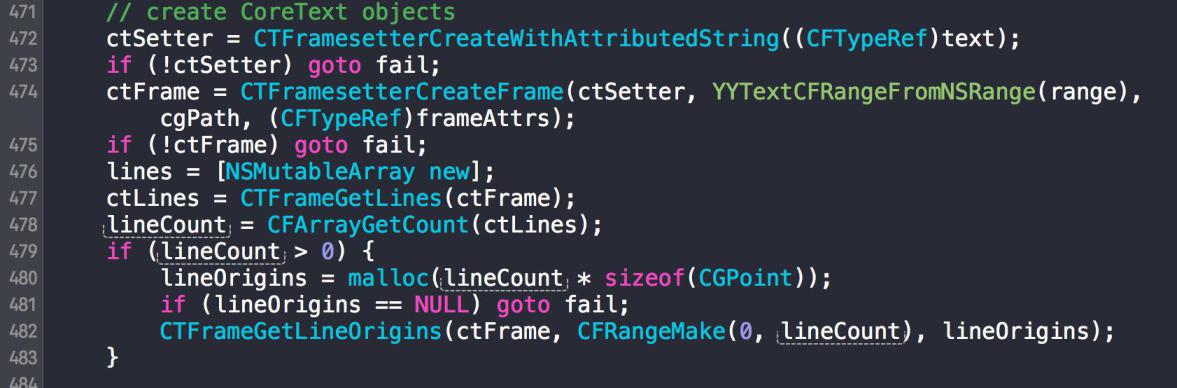 471 // create CoreText objects
472 ctSetter = CTFramesetterCreateWithAttributedString((CFTypeRef)text);
473 if (!ctSetter) goto fail;
474 ctFrame = CTFramesetterCreateFrame(ctSetter, YYTextCFRangeFromNSRange(range),
cgPath, (CFTypeRef)frameAttrs);
475 if (!ctFrame) goto fail;
476 lines = [NSMutableArray new];
477 ctLines = CTFrameGetLines(ctFrame);
478 lineCount = CFArrayGetCount(ctLines);
479 if (lineCount > 0) {
480 lineOrigins = malloc(lineCount * sizeof(CGPoint));
481 if (lineOrigins == NULL) goto fail;
482 CTFrameGetLineOrigins(ctFrame, CFRangeMake(0, lineCount), lineOrigins);
483 }
484